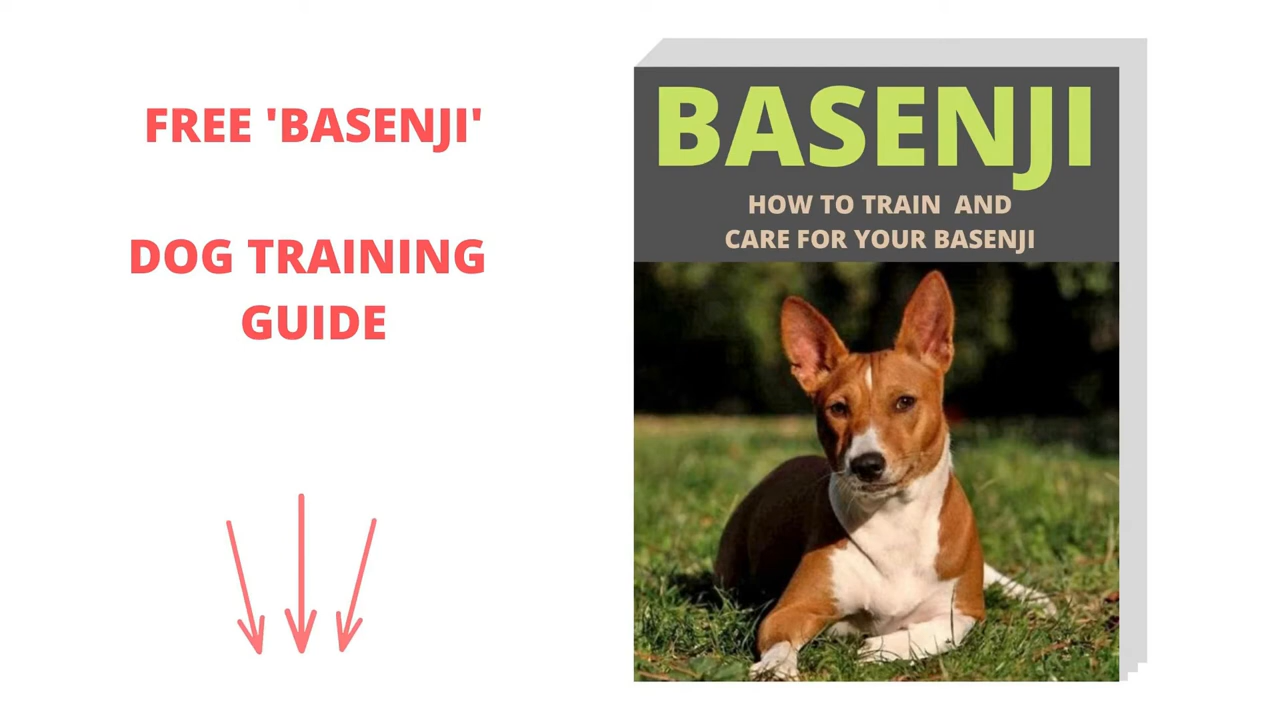 FREE 'BASENJI'
DOG TRAINING
GUIDE
BASENJI
HOW TO TRAIN AND
CARE FOR YOUR BASENJI